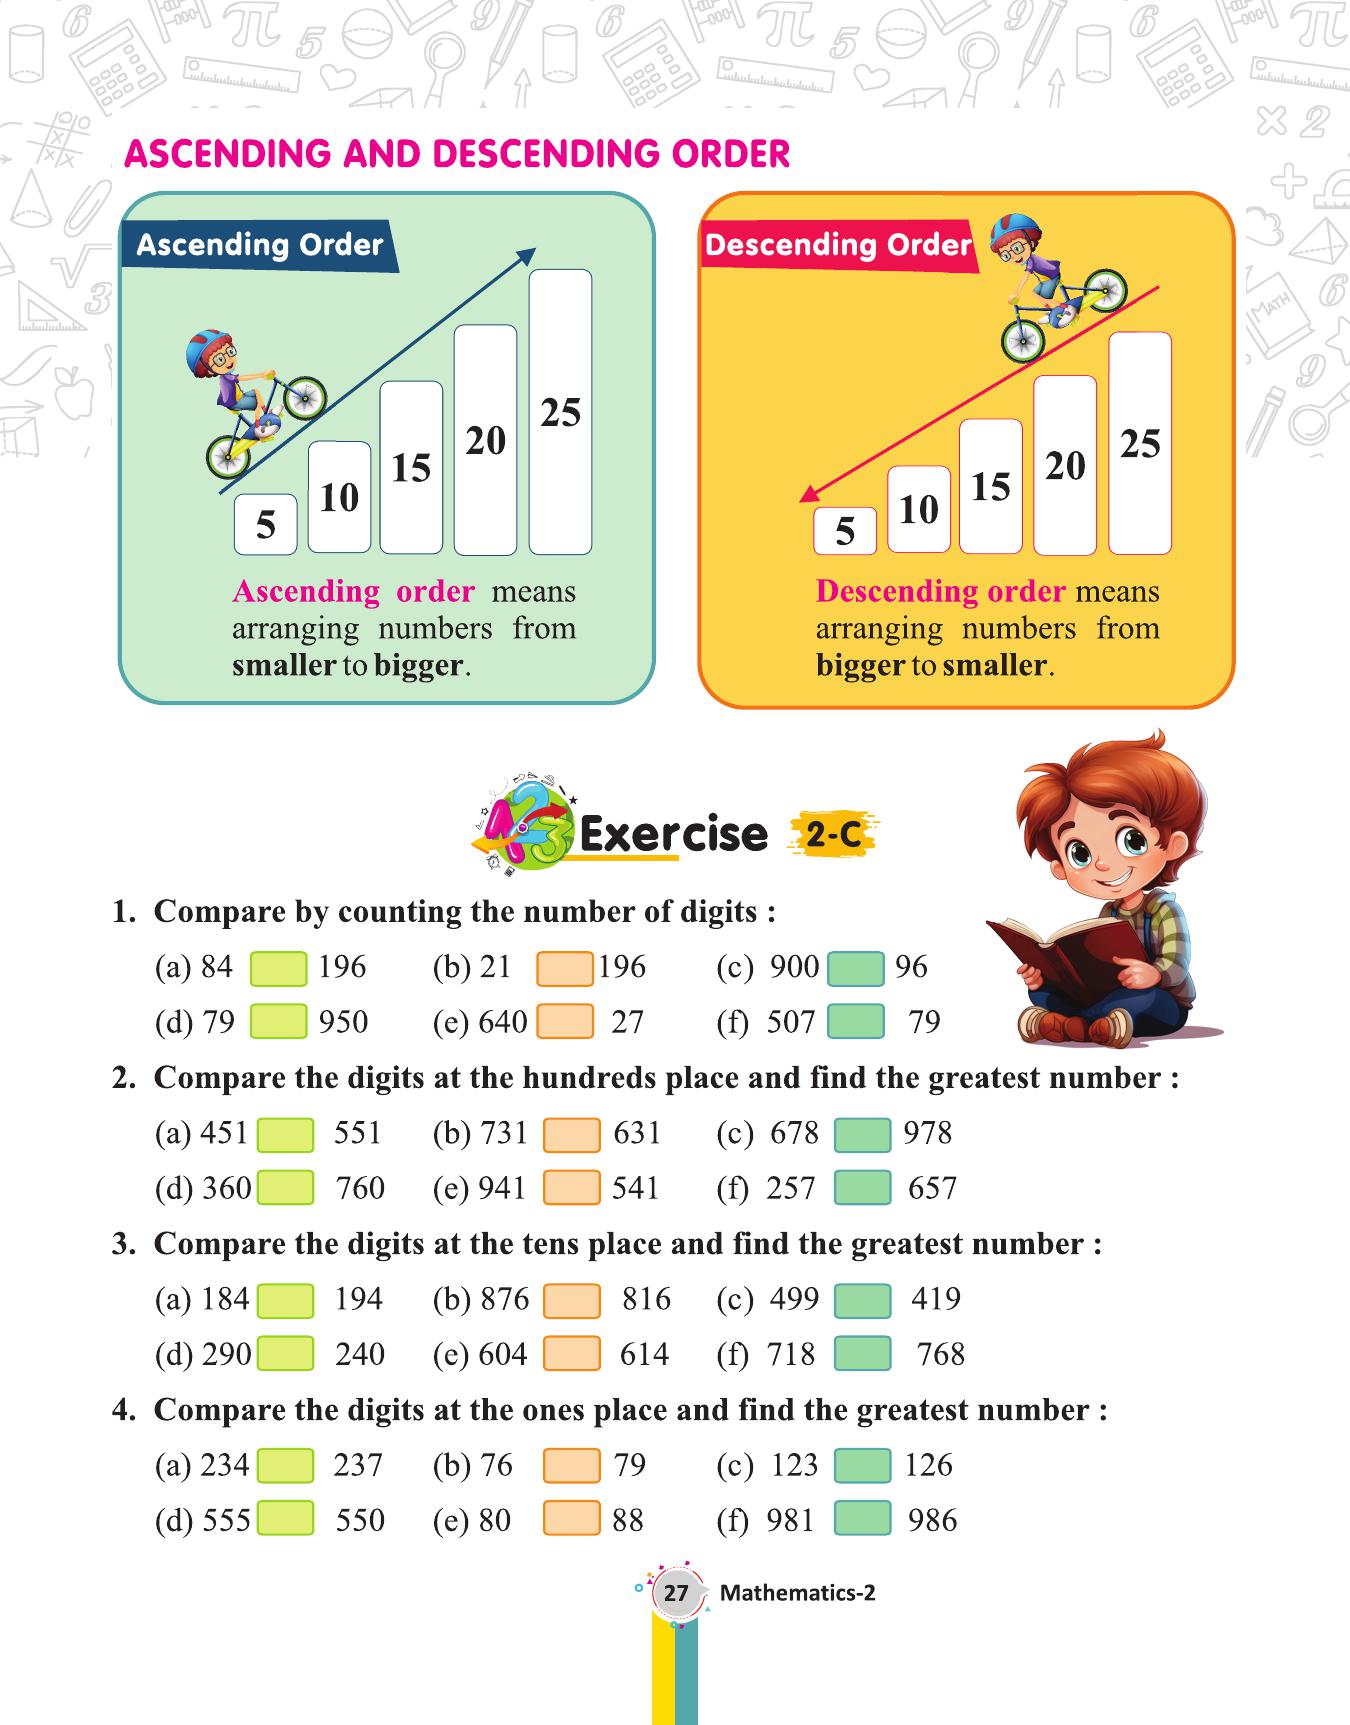 ASCENDING AND DESCENDING ORDER
Ascending Order
5 10 15 20 25
Ascending order means
arranging numbers from
smaller to bigger.
Descending Order
5 10 15 20 25
Descending order means
arranging numbers from
bigger to smaller.
123 Exercise 2-C
1. Compare by counting the number of digits :
(a) 84 196 (b) 21 196 (c) 900 96
(d) 79 950 (e) 640 27 (f) 507 79
2. Compare the digits at the hundreds place and find the greatest number :
(a) 451 551 (b) 731 631 (c) 678 978
(d) 360 760 (e) 941 541 (f) 257 657
3. Compare the digits at the tens place and find the greatest number :
(a) 184 194 (b) 876 816 (c) 499 419
(d) 290 240 (e) 604 614 (f) 718 768
4. Compare the digits at the ones place and find the greatest number :
(a) 234 237 (b) 76 79 (c) 123 126
(d) 555 550 (e) 80 88 (f) 981 986
27 Mathematics-2